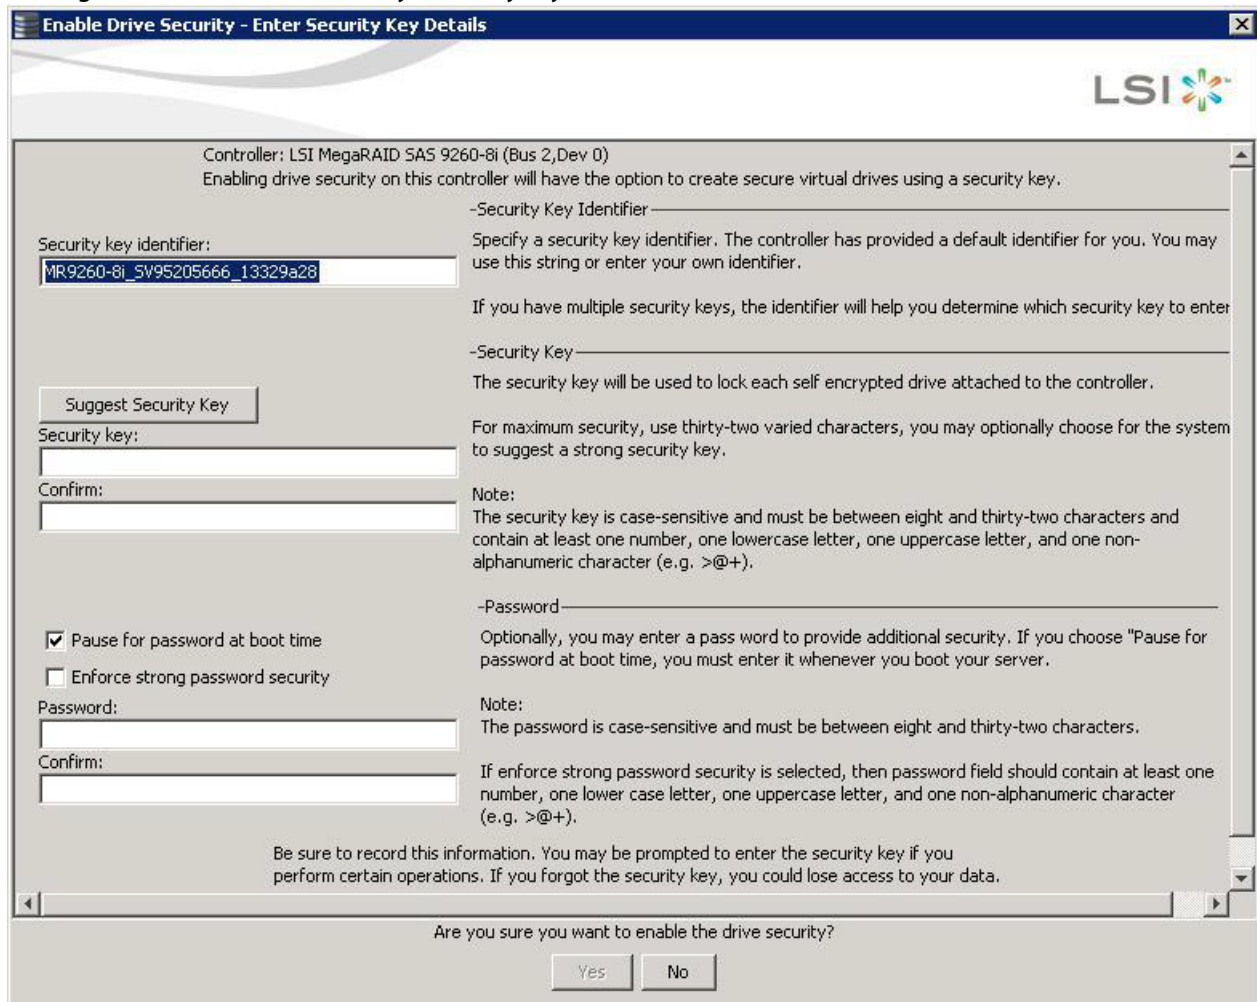 Enable Drive Security - Enter Security Key Details
LSI
Controller: LSI MegaRAID SAS 9260-8i (Bus 2,Dev 0)
Enabling drive security on this controller will have the option to create secure virtual drives using a security key.
Security key identifier:
MR9260-8i_SV95205666_13329a28
-Security Key Identifier
Specify a security key identifier. The controller has provided a default identifier for you. You may
use this string or enter your own identifier.
If you have multiple security keys, the identifier will help you determine which security key to enter
Suggest Security Key
Security key:
Confirm:
-Security Key
The security key will be used to lock each self encrypted drive attached to the controller.
For maximum security, use thirty-two varied characters, you may optionally choose for the system
to suggest a strong security key.
Note:
The security key is case-sensitive and must be between eight and thirty-two characters and
contain at least one number, one lowercase letter, one uppercase letter, and one non-
alphanumeric character (e.g. >@+).
Pause for password at boot time
Enforce strong password security
Password:
Confirm:
-Password
Optionally, you may enter a pass word to provide additional security. If you choose "Pause for
password at boot time, you must enter it whenever you boot your server.
Note:
The password is case-sensitive and must be between eight and thirty-two characters.
If enforce strong password security is selected, then password field should contain at least one
number, one lower case letter, one uppercase letter, and one non-alphanumeric character
(e.g. >@+).
Be sure to record this information. You may be prompted to enter the security key if you
perform certain operations. If you forgot the security key, you could lose access to your data.
Are you sure you want to enable the drive security?
Yes
No